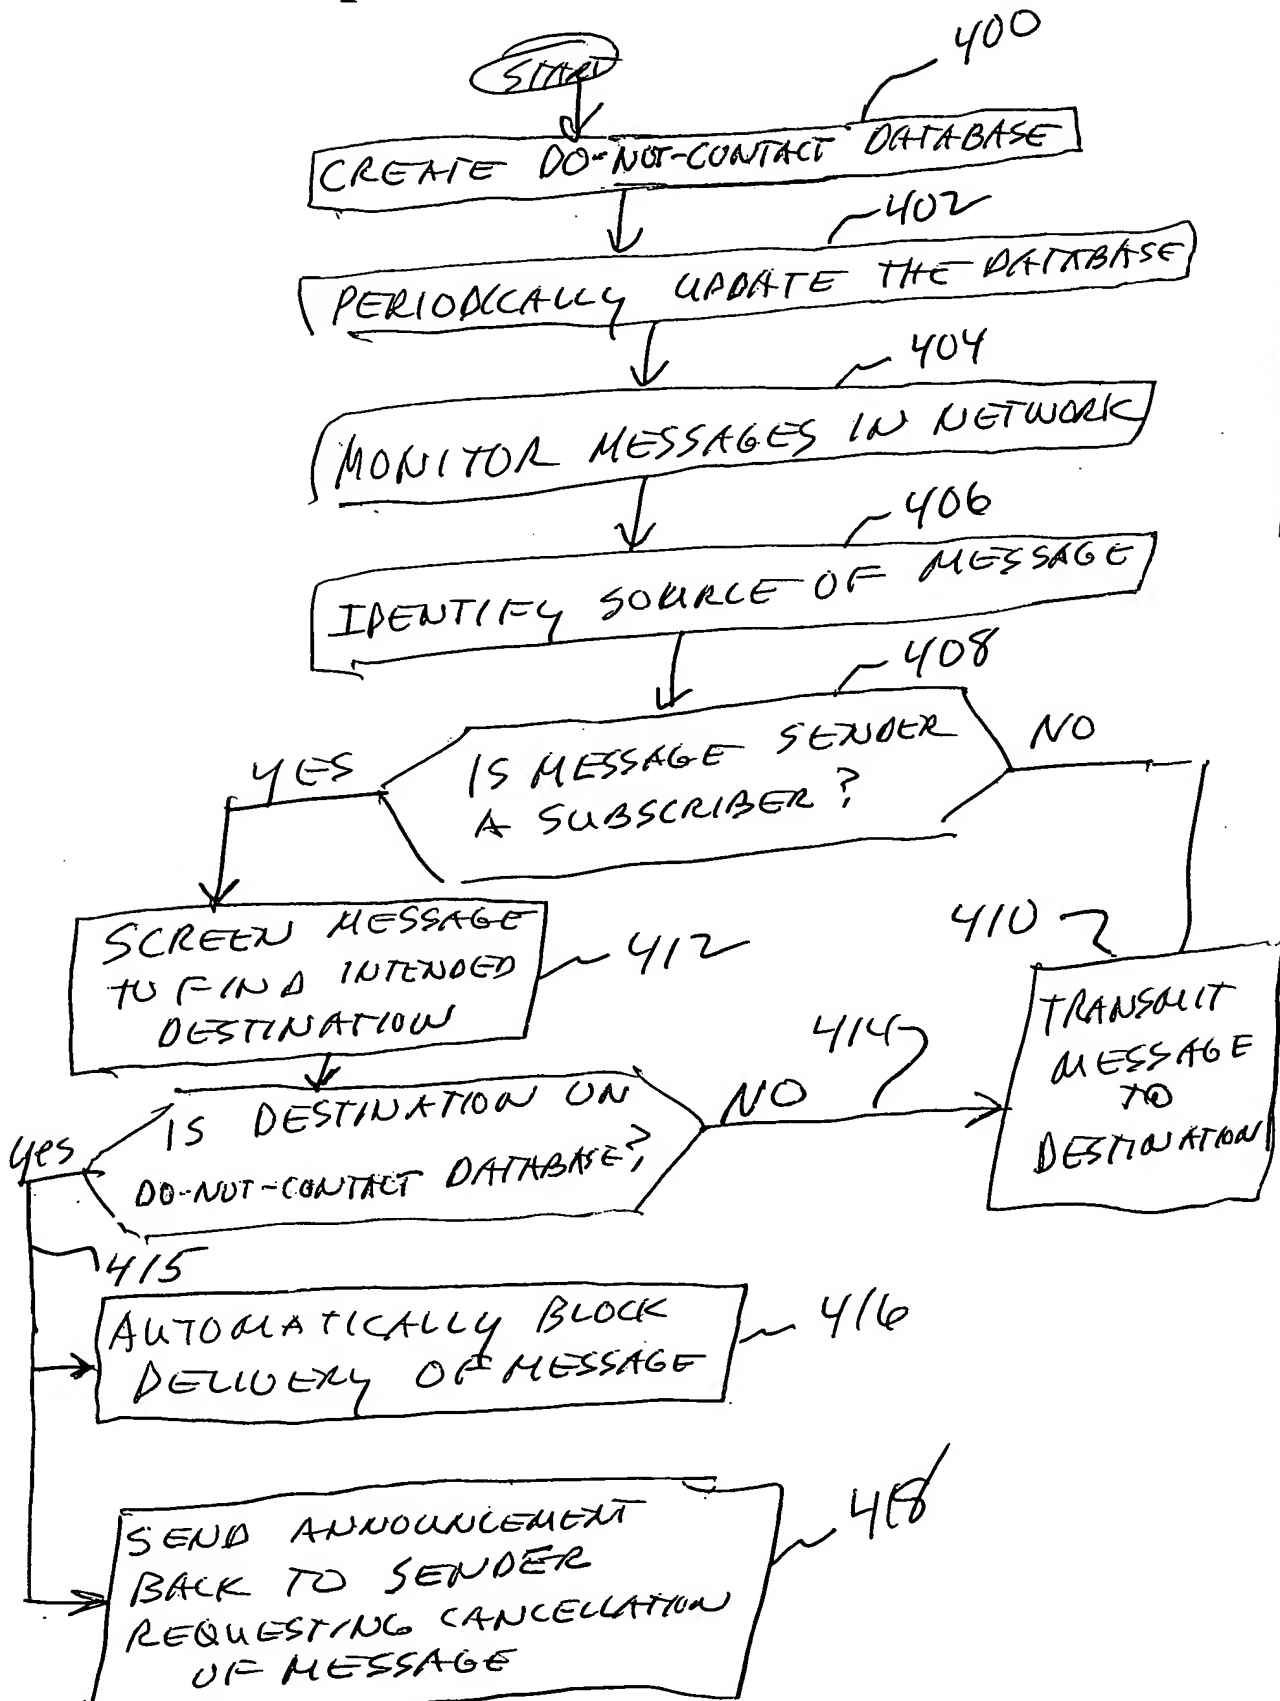 START
400
CREATE DO-NOT-CONTACT DATABASE
402
PERIODICALLY UPDATE THE DATABASE
404
MONITOR MESSAGES IN NETWORK
406
IDENTIFY SOURCE OF MESSAGE
408
YES
IS MESSAGE SENDER
A SUBSCRIBER?
NO
SCREEN MESSAGE
TO FIND INTENDED
DESTINATION
412
410
TRANSMIT
MESSAGE
TO
DESTINATION
414
NO
IS DESTINATION ON
DO-NOT-CONTACT DATABASE?
yes
415
AUTOMATICALLY BLOCK
DELIVERY OF MESSAGE
416
SEND ANNOUNCEMENT
BACK TO SENDER
REQUESTING CANCELLATION
OF MESSAGE
418